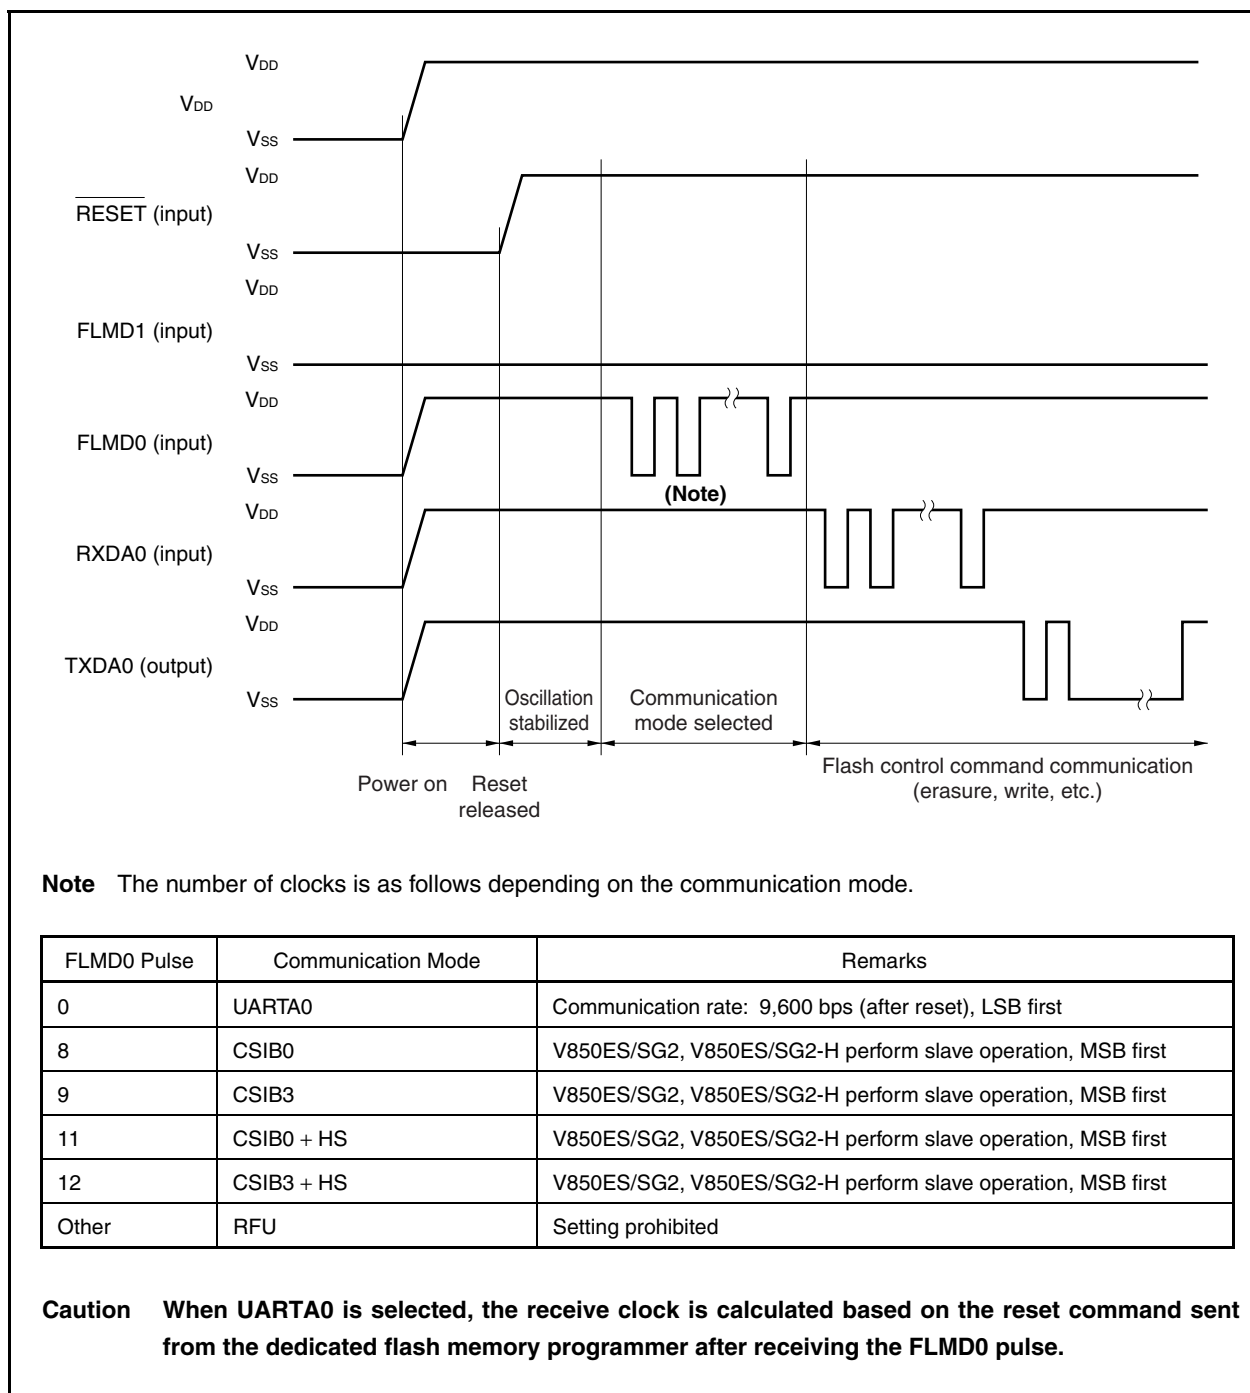 VDD
VDD
VSS
VDD
RESET (input)
VSS
VDD
FLMD1 (input)
VSS
VDD
FLMD0 (input)
VSS
(Note)
VDD
RXDA0 (input)
VSS
VDD
TXDA0 (output)
VSS
Oscillation
stabilized
Communication
mode selected
Power on
Reset
released
Flash control command communication
(erasure, write, etc.)
Note The number of clocks is as follows depending on the communication mode.
FLMD0 Pulse Communication Mode Remarks
0 UARTA0 Communication rate: 9,600 bps (after reset), LSB first
8 CSIB0 V850ES/SG2, V850ES/SG2-H perform slave operation, MSB first
9 CSIB3 V850ES/SG2, V850ES/SG2-H perform slave operation, MSB first
11 CSIB0 + HS V850ES/SG2, V850ES/SG2-H perform slave operation, MSB first
12 CSIB3 + HS V850ES/SG2, V850ES/SG2-H perform slave operation, MSB first
Other RFU Setting prohibited
Caution When UARTA0 is selected, the receive clock is calculated based on the reset command sent
from the dedicated flash memory programmer after receiving the FLMD0 pulse.